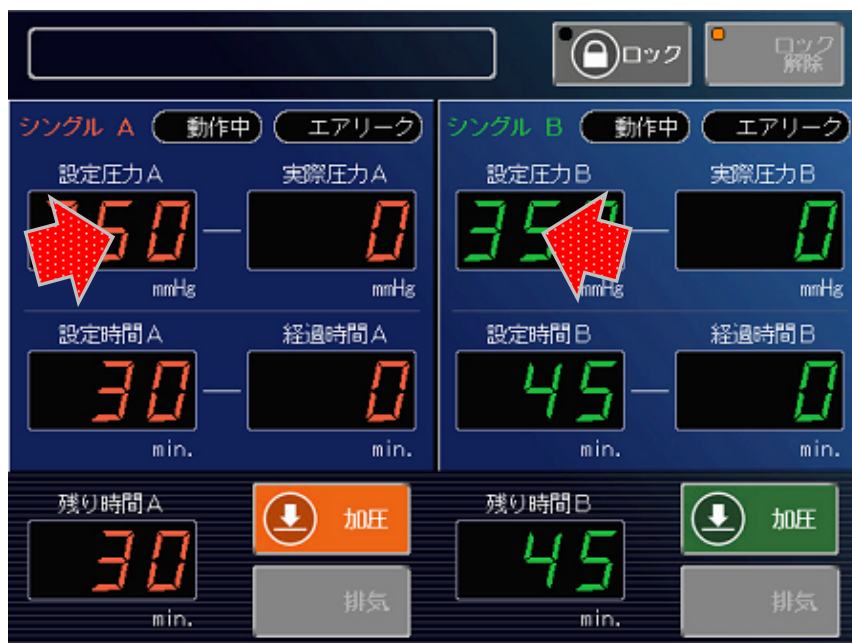 ロック
ロック
解除
シングル A 動作中 エアリーク
シングル B 動作中 エアリーク
設定圧力A 実際圧力A
設定圧力B 実際圧力B
0
0
mmHg mmHg
mmHg mmHg
設定時間A 経過時間A
設定時間B 経過時間B
30 0
45 0
min. min.
min. min.
残り時間A
加圧
残り時間B
加圧
30
45
排気
排気
min.
min.